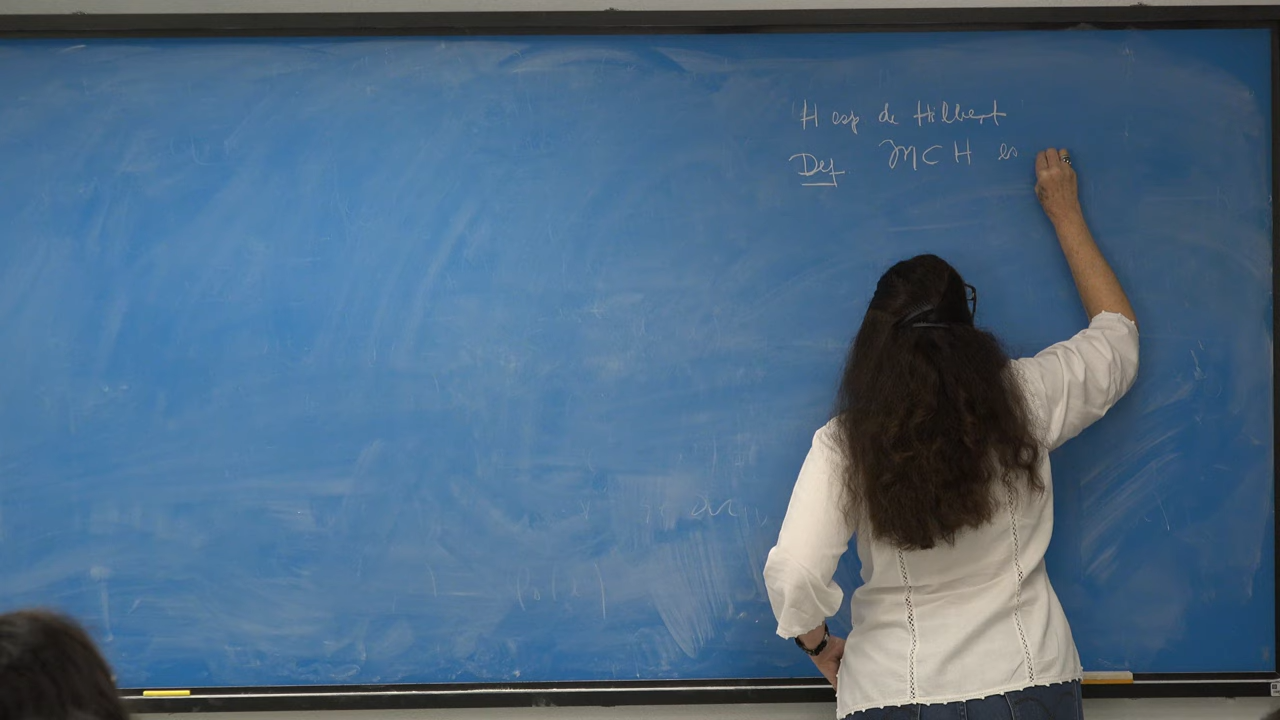 H esp de Hilbert
Def M ⊂ H es